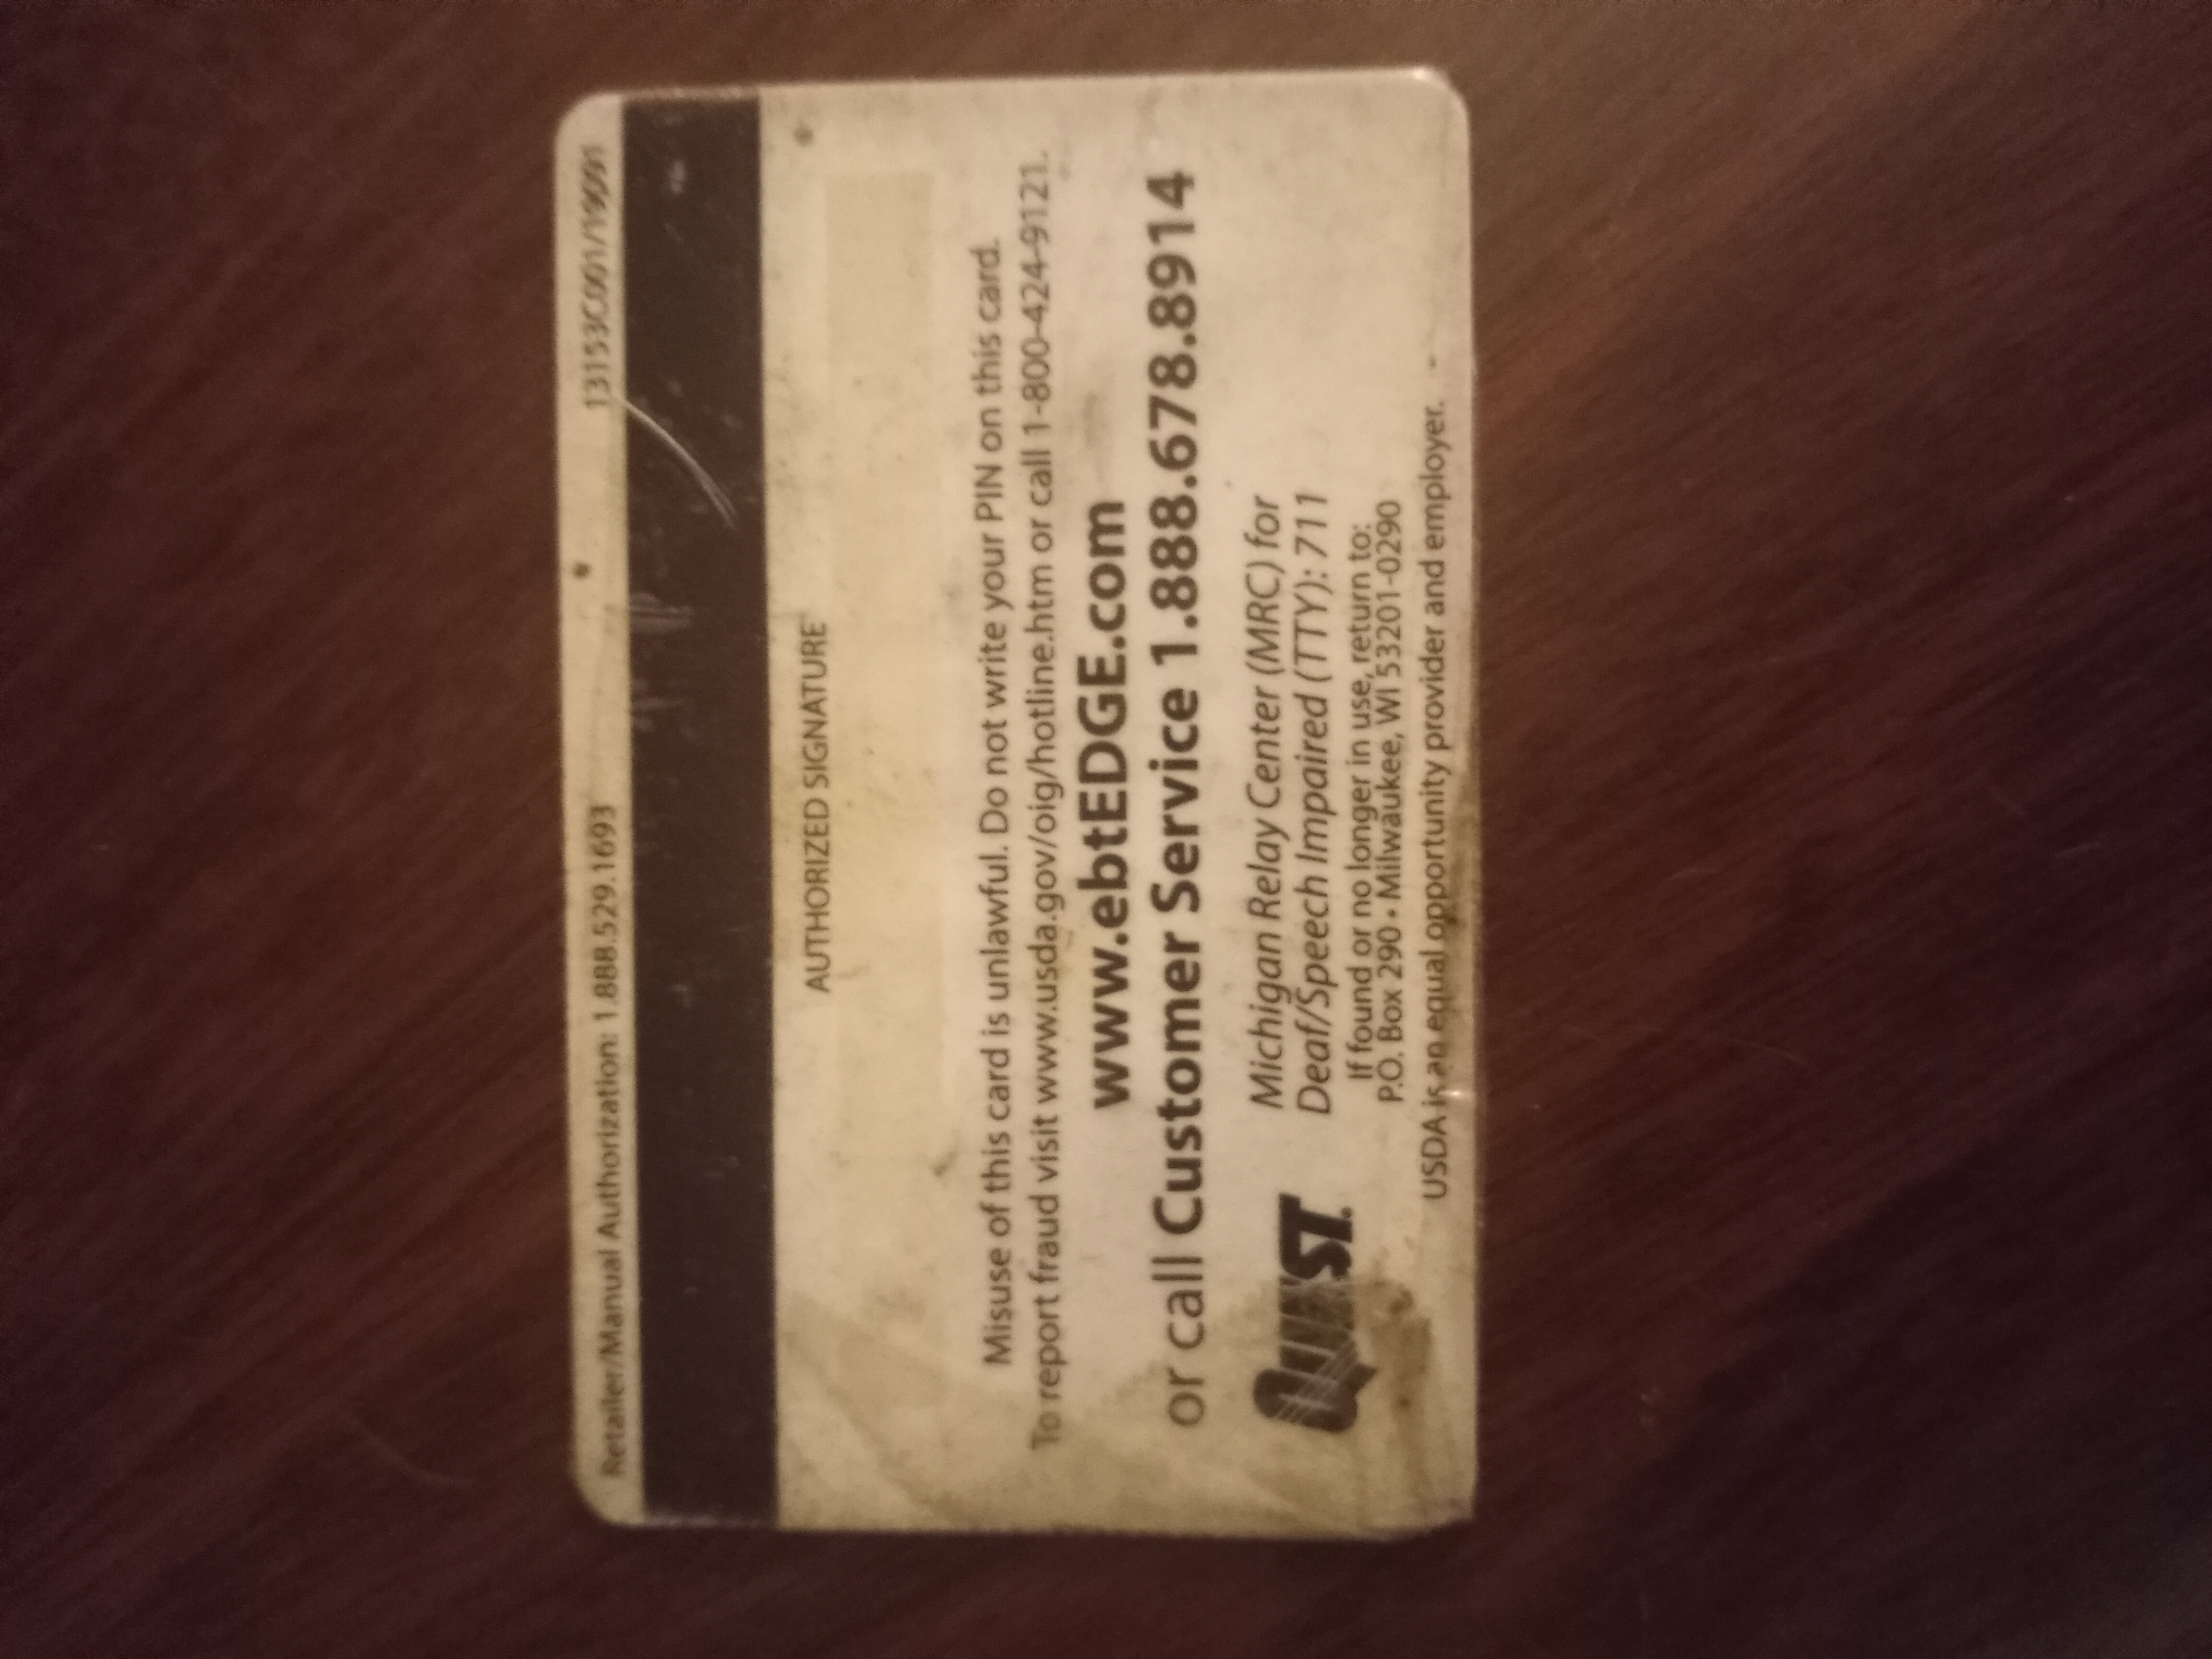 Retailer/Manual Authorization: 1.888.529.1693 13153C001/19091
AUTHORIZED SIGNATURE
Misuse of this card is unlawful. Do not write your PIN on this card.
To report fraud visit www.usda.gov/oig/hotline.htm or call 1-800-424-9121.
www.ebtEDGE.com
or call Customer Service 1.888.678.8914
QUEST.
Michigan Relay Center (MRC) for
Deaf/Speech Impaired (TTY): 711
If found or no longer in use, return to:
P.O. Box 290 • Milwaukee, WI 53201-0290
USDA is an equal opportunity provider and employer.